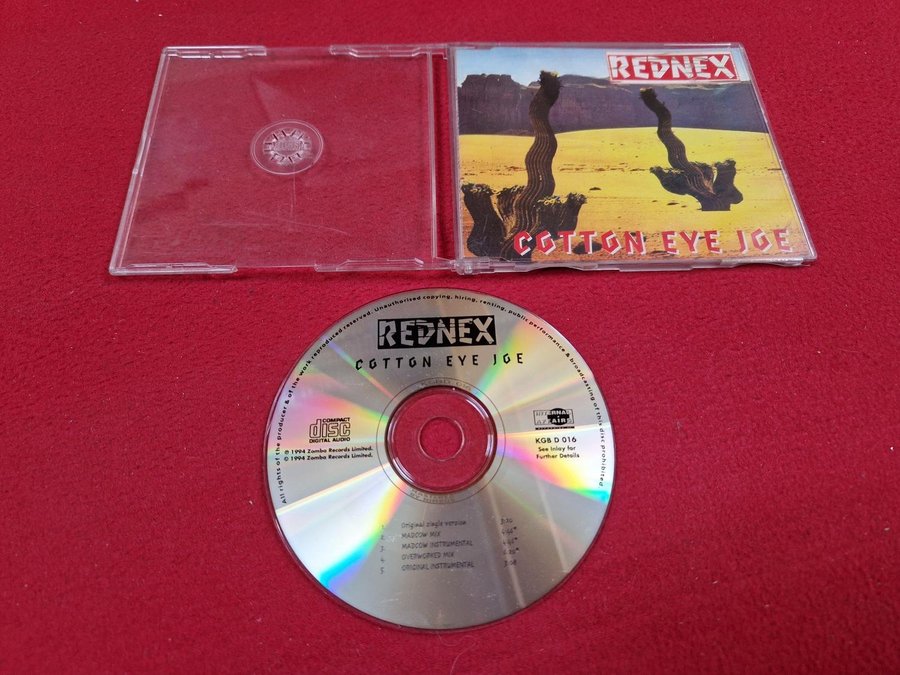 REDNEX
COTTON EYE JOE
All rights of the producer & of the work reproduced reserved. Unauthorised copying, hiring, renting, public performance & broadcasting of this disc prohibited.
REDNEX
COTTON EYE JOE
COMPACT
disc
DIGITAL AUDIO
℗ 1994 Zomba Records Limited.
© 1994 Zomba Records Limited.
INTERNAL
AFFAIRS
KGB D 016
See Inlay for
Further Details
1. Original single version
2. MADCOW MIX
3. MADCOW INSTRUMENTAL
4. OVERWORKED MIX
5. ORIGINAL INSTRUMENTAL